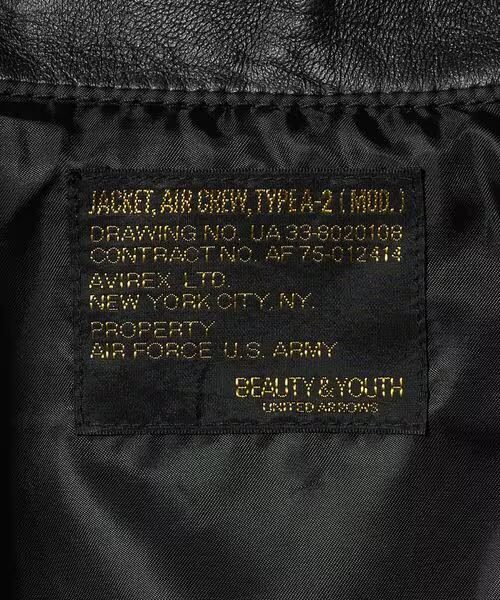 JACKET, AIR CREW, TYPE A-2 (MOD.)
DRAWING NO. UA 33-8020108
CONTRACT NO. AF 75-012414
AVIREX LTD.
NEW YORK CITY, NY.
PROPERTY
AIR FORCE U.S. ARMY
BEAUTY & YOUTH
UNITED ARROWS